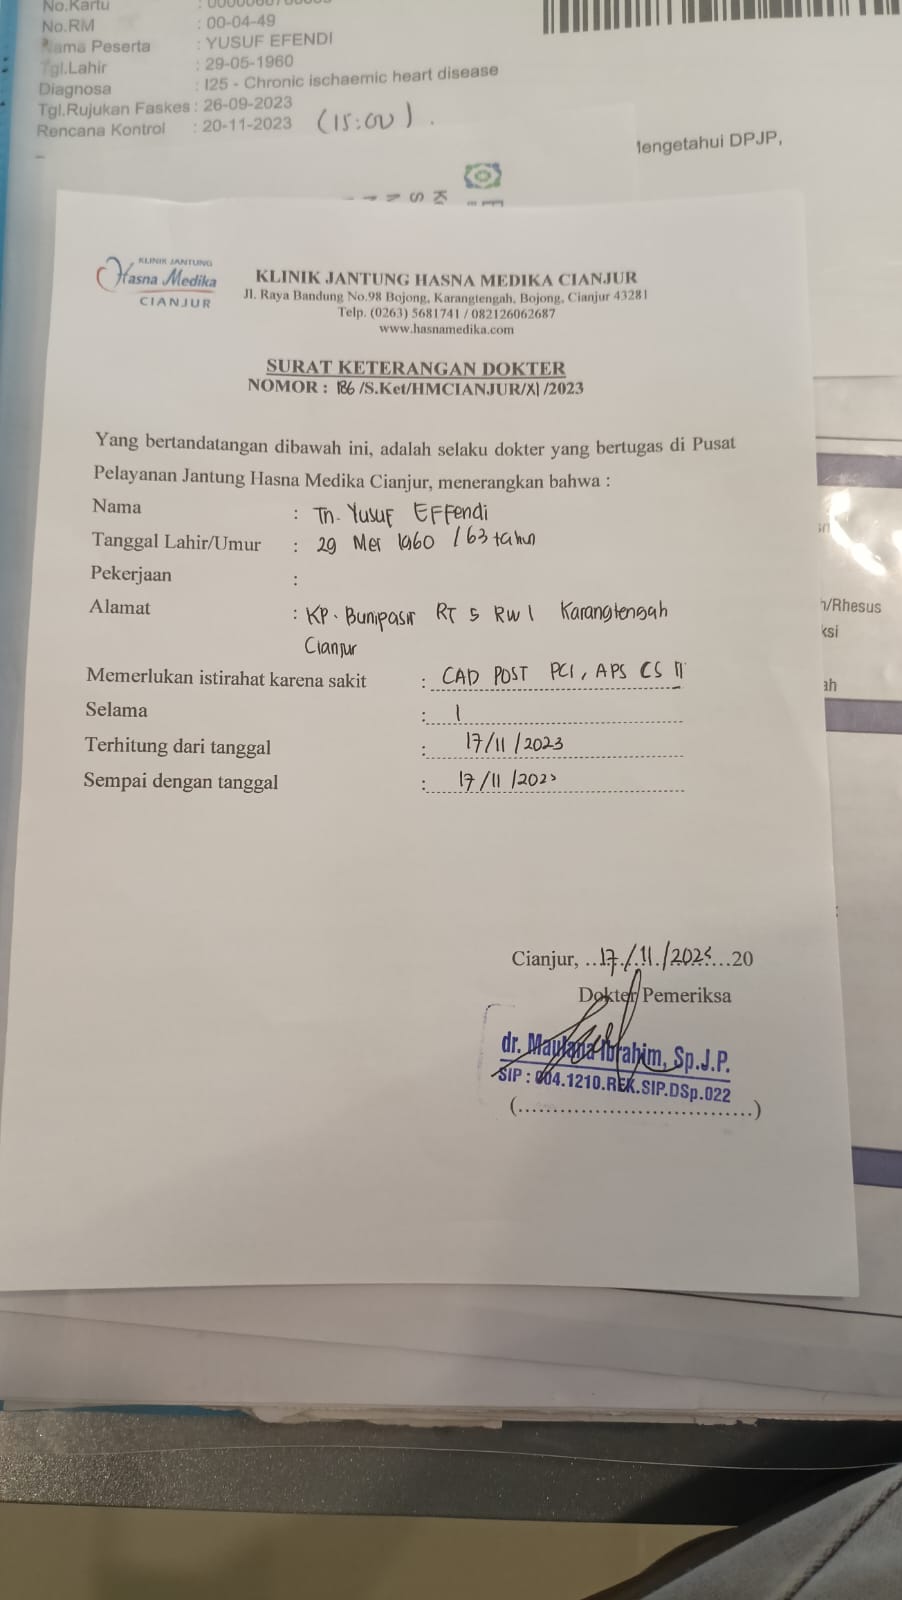 No.Kartu :
No.RM : 00-04-49
Nama Peserta : YUSUF EFENDI
Tgl.Lahir : 29-05-1960
Diagnosa : I25 - Chronic ischaemic heart disease
Tgl.Rujukan Faskes : 26-09-2023
Rencana Kontrol : 20-11-2023 (15:00).
Mengetahui DPJP,
KLINIK JANTUNG
Hasna Medika
CIANJUR
KLINIK JANTUNG HASNA MEDIKA CIANJUR
Jl. Raya Bandung No.98 Bojong, Karangtengah, Bojong, Cianjur 43281
Telp. (0263) 5681741 / 082126062687
www.hasnamedika.com
SURAT KETERANGAN DOKTER
NOMOR : 186 /S.Ket/HMCIANJUR/XI/2023
Yang bertandatangan dibawah ini, adalah selaku dokter yang bertugas di Pusat
Pelayanan Jantung Hasna Medika Cianjur, menerangkan bahwa :
Nama : Tn. Yusuf Effendi
Tanggal Lahir/Umur : 29 Mei 1960 / 63 tahun
Pekerjaan :
Alamat : KP. Bunipasir RT 5 RW 1 Karangtengah
Cianjur
h/Rhesus
ksi
ah
Memerlukan istirahat karena sakit : CAD POST PCI, APS CS II
Selama : 1
Terhitung dari tanggal : 17/11/2023
Sempai dengan tanggal : 17/11/2023
Cianjur, ..17/11/2023...20
Dokter Pemeriksa
dr. Maulana Ibrahim, Sp.J.P.
SIP : 004.1210.REK.SIP.DSp.022
(................................)